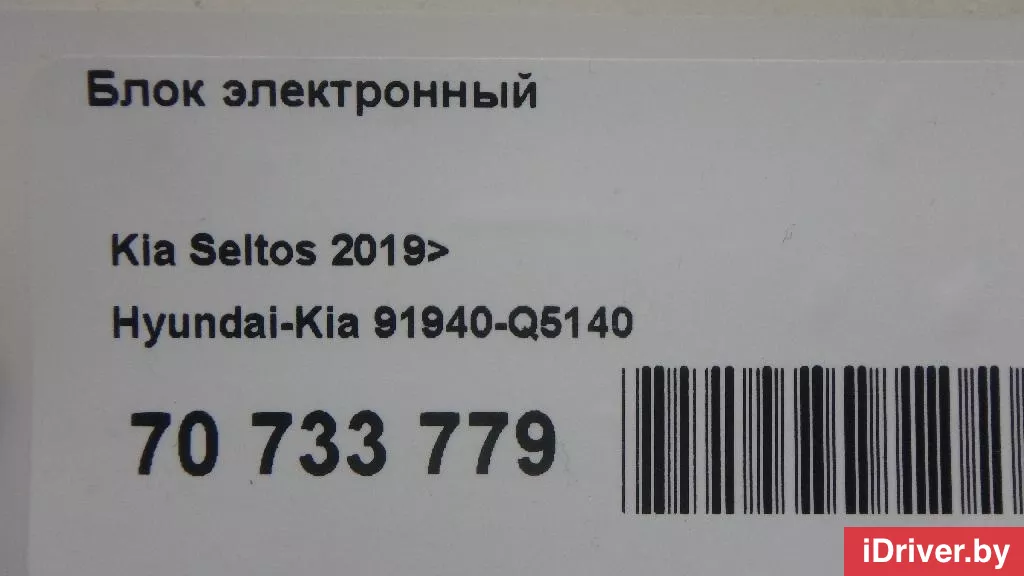 Блок электронный
Kia Seltos 2019>
Hyundai-Kia 91940-Q5140
70 733 779
iDriver.by